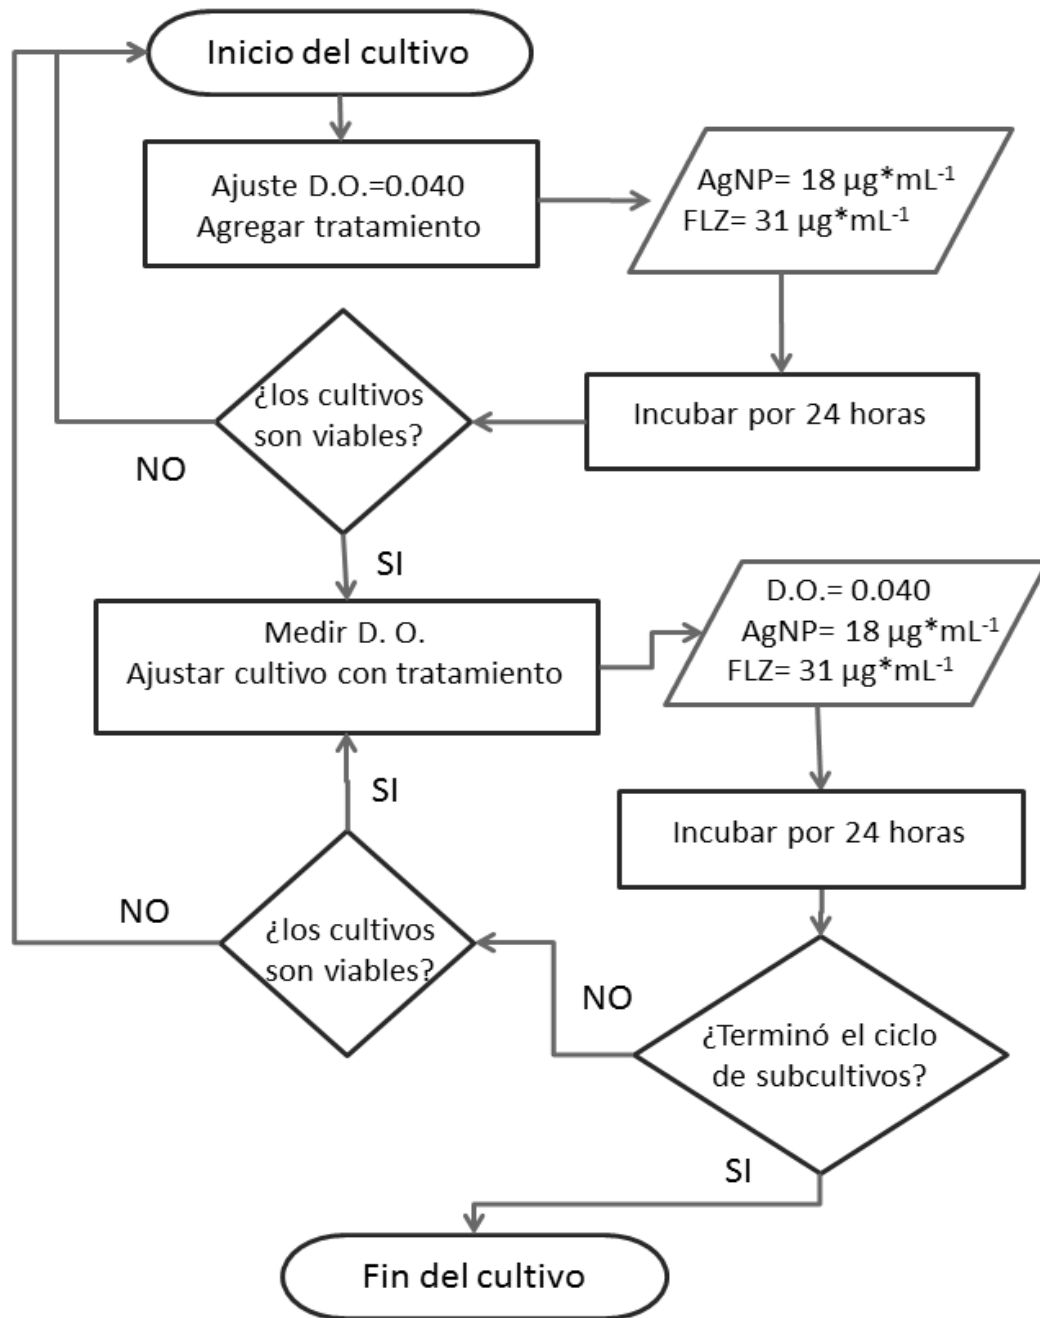 Inicio del cultivo
Ajuste D.O.=0.040
Agregar tratamiento
AgNP= 18 µg*mL⁻¹
FLZ= 31 µg*mL⁻¹
¿los cultivos
son viables?
Incubar por 24 horas
NO
SI
Medir D. O.
Ajustar cultivo con tratamiento
D.O.= 0.040
AgNP= 18 µg*mL⁻¹
FLZ= 31 µg*mL⁻¹
SI
Incubar por 24 horas
NO
¿los cultivos
son viables?
NO
¿Terminó el ciclo
de subcultivos?
SI
Fin del cultivo